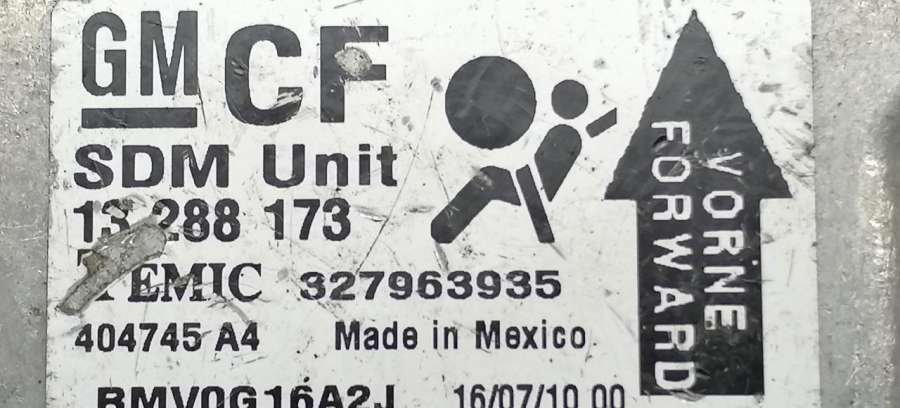 GM CF
SDM Unit
13 288 173
TEMIC 327963935
404745 A4 Made in Mexico
BMV0G16A2J 16/07/10 00
VORNE
FORWARD